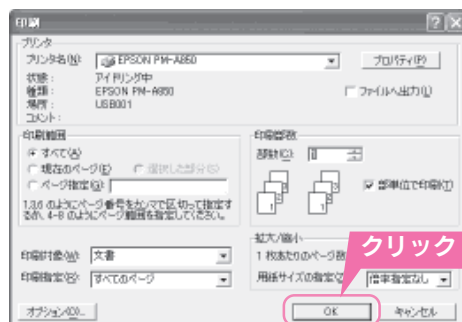 印刷
プリンタ
プリンタ名(N): EPSON PM-A850 プロパティ(P)
状態: アイドリング中
種類: EPSON PM-A850 ファイルへ出力(L)
場所: USB001
コメント:
印刷範囲 印刷部数
すべて(A) 部数(C):
現在のページ(E) 選択した部分(S)
ページ指定(G): 部単位で印刷(T)
1,3,6 のようにページ番号をカンマで区切って指定するか、4-8 のようにページ範囲を指定してください。
拡大/縮小
印刷対象(W): 文書 1 枚あたりのページ数
クリック
印刷指定(R): すべてのページ 用紙サイズの指定(Z) 倍率指定なし
オプション(O)... OK キャンセル